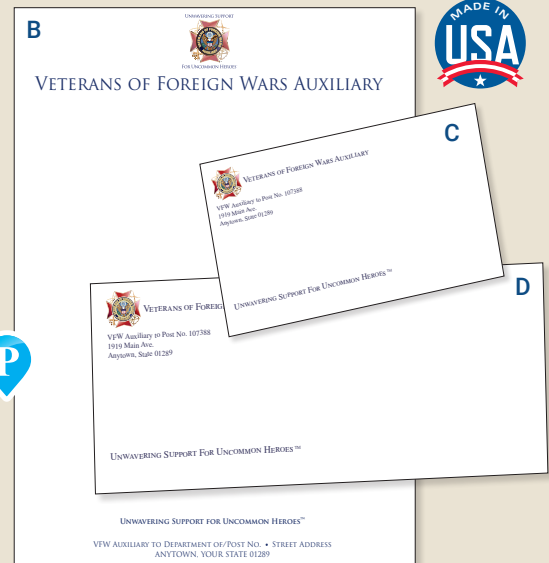 B
UNWAVERING SUPPORT
FOR UNCOMMON HEROES
VETERANS OF FOREIGN WARS AUXILIARY
MADE IN
USA
C
VETERANS OF FOREIGN WARS AUXILIARY
VFW Auxiliary to Post No. 107388
1919 Main Ave.
Anytown, State 01289
UNWAVERING SUPPORT FOR UNCOMMON HEROES™
D
VETERANS OF FOREIG
VFW Auxiliary to Post No. 107388
1919 Main Ave.
Anytown, State 01289
UNWAVERING SUPPORT FOR UNCOMMON HEROES™
P
UNWAVERING SUPPORT FOR UNCOMMON HEROES™
VFW AUXILIARY TO DEPARTMENT OF/POST NO. • STREET ADDRESS
ANYTOWN, YOUR STATE 01289